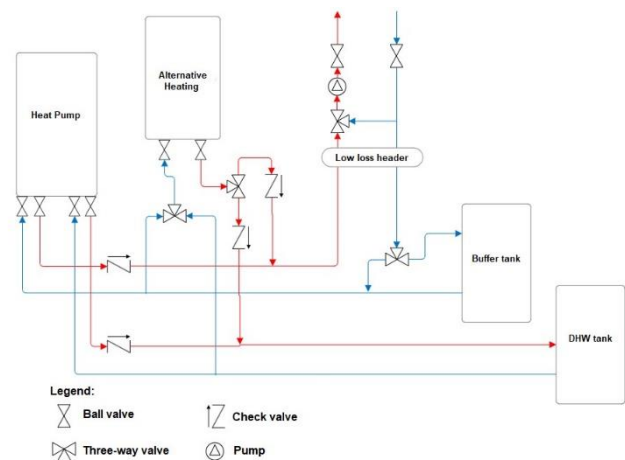 Alternative
Heating
Heat Pump
Low loss header
Buffer tank
DHW tank
Legend:
Ball valve
Check valve
Three-way valve
Pump